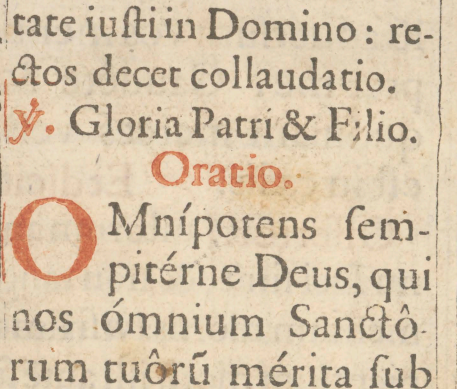 tate iuſti in Domino : re-
ctos decet collaudatio.
℣. Gloria Patri & Filio.
Oratio.
OMnípotens ſem-
pitérne Deus, qui
nos ómnium Sanctô-
rum tuôrũ mérita ſub